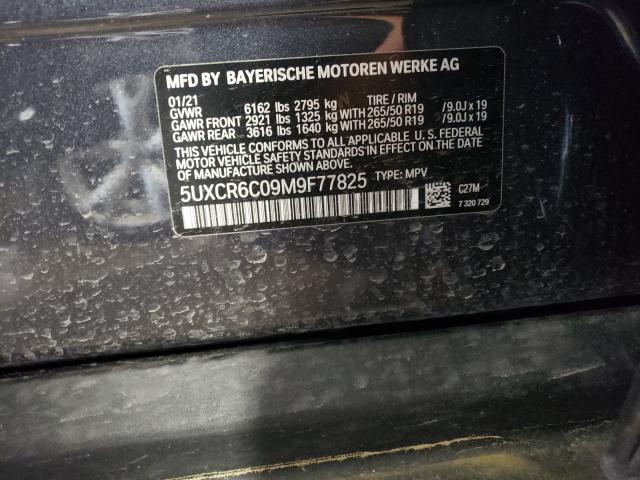 MFD BY BAYERISCHE MOTOREN WERKE AG
01/21 TIRE / RIM
GVWR 6162 lbs 2795 kg
GAWR FRONT 2921 lbs 1325 kg WITH 265/50 R19 /9.0J x 19
GAWR REAR 3616 lbs 1640 kg WITH 265/50 R19 /9.0J x 19
THIS VEHICLE CONFORMS TO ALL APPLICABLE U. S. FEDERAL
MOTOR VEHICLE SAFETY STANDARDS IN EFFECT
ON THE DATE OF MANUFACTURE SHOWN ABOVE.
5UXCR6C09M9F77825 TYPE: MPV
C27M
7 320 729